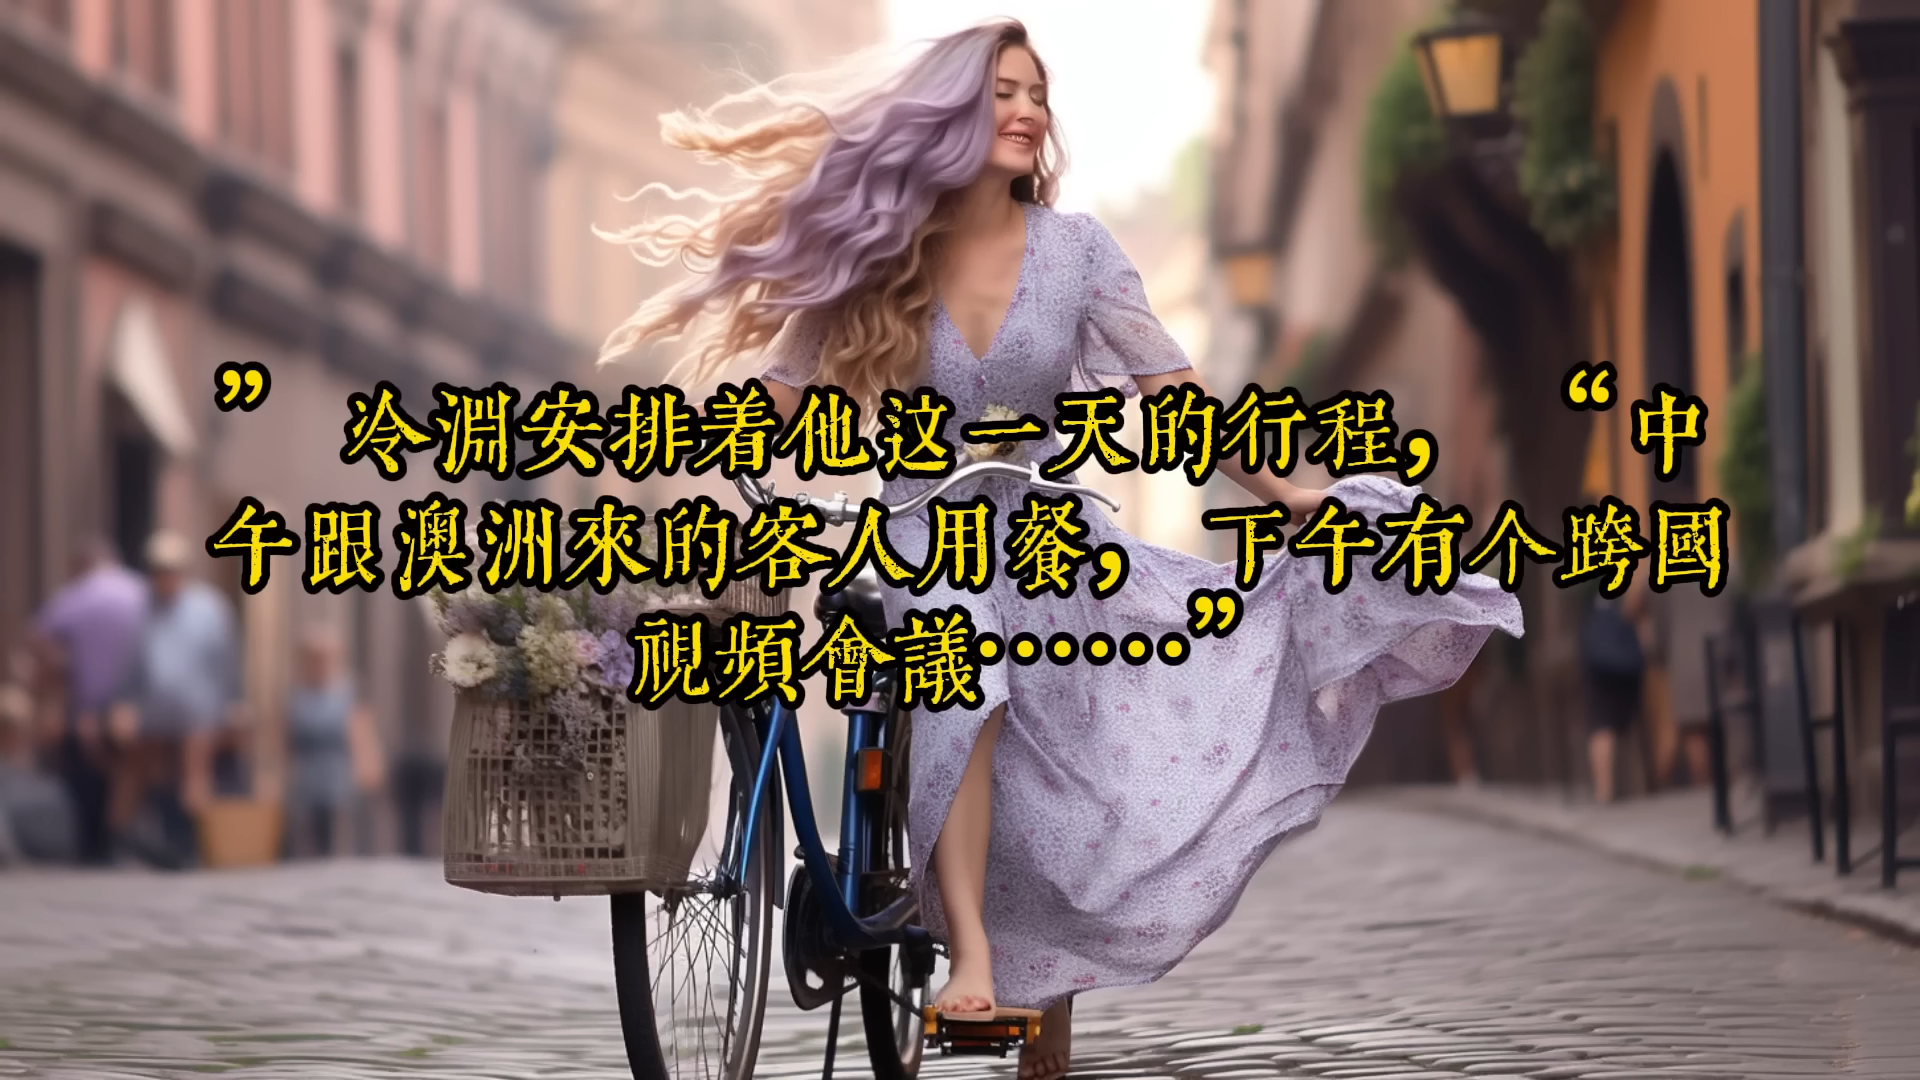 ” 冷淵安排着他这一天的行程， “中
午跟澳洲來的客人用餐，下午有个跨國
視頻會議……”